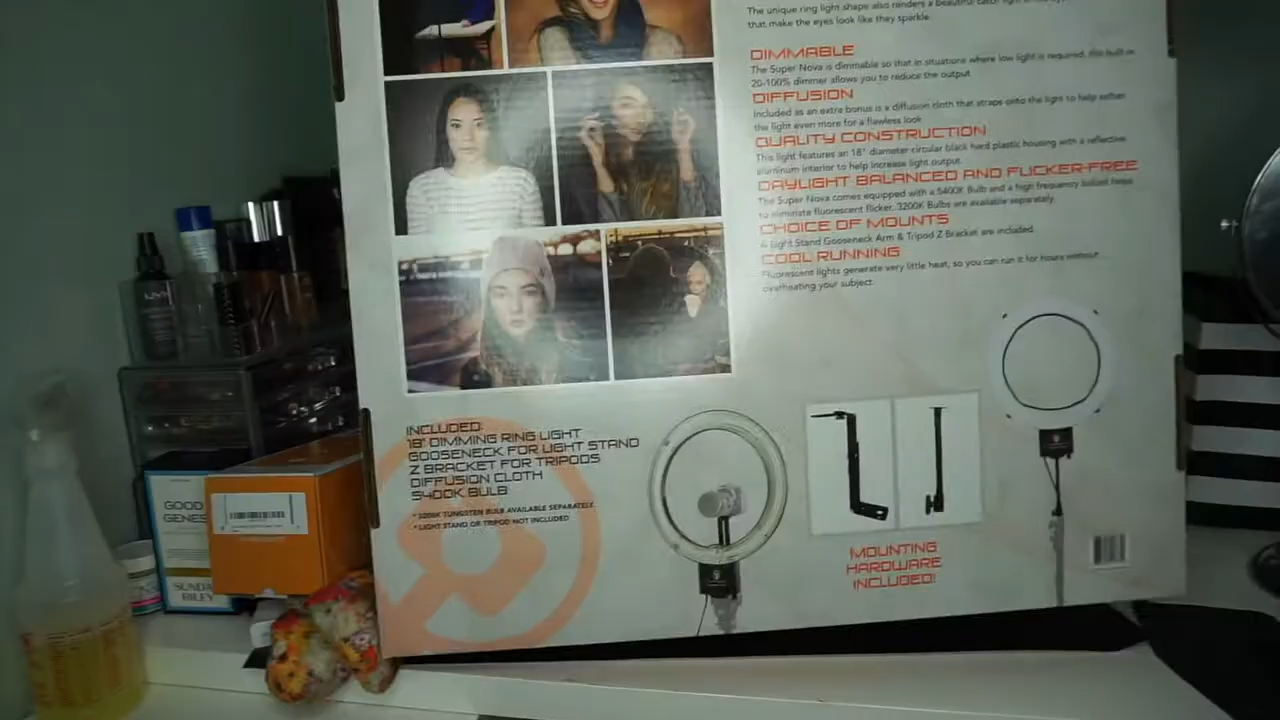 The unique ring light shape also renders a beautiful catch light
that make the eyes look like they sparkle.
DIMMABLE
The Super Nova is dimmable so that in situations where low light is required, this built-in
20-100% dimmer allows you to reduce the output
DIFFUSION
Included as an extra bonus is a diffusion cloth that straps onto the light to help soften
the light even more for a flawless look
QUALITY CONSTRUCTION
This light features an 18" diameter circular black hard plastic housing with a reflective
aluminum interior to help increase light output.
DAYLIGHT BALANCED AND FLICKER-FREE
The Super Nova comes equipped with a 5400K Bulb and a high frequency ballast helps
to eliminate fluorescent flicker. 3200K Bulbs are available separately.
CHOICE OF MOUNTS
A Light Stand Gooseneck Arm & Tripod Z Bracket are included.
COOL RUNNING
Fluorescent lights generate very little heat, so you can run it for hours without
overheating your subject.
INCLUDED:
18" DIMMING RING LIGHT
GOOSENECK FOR LIGHT STAND
Z BRACKET FOR TRIPODS
DIFFUSION CLOTH
5400K BULB
* 3200K TUNGSTEN BULB AVAILABLE SEPARATELY.
* LIGHT STAND OR TRIPOD NOT INCLUDED
MOUNTING
HARDWARE
INCLUDED!
NYX
GOOD
GENES
SUNDA
RILEY